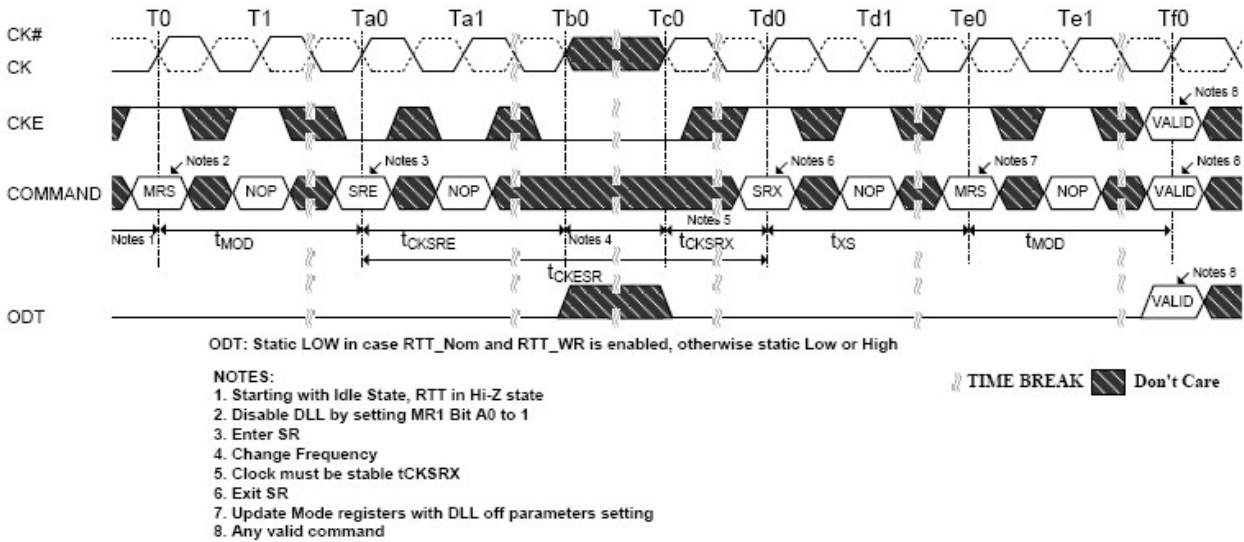 T0 T1 Ta0 Ta1 Tb0 Tc0 Td0 Td1 Te0 Te1 Tf0
CK#
CK
Notes 8
CKE VALID
Notes 2 Notes 3 Notes 6 Notes 7 Notes 8
COMMAND MRS NOP SRE NOP SRX NOP MRS NOP VALID
Notes 5
Notes 1 tMOD tCKSRE Notes 4 tCKSRX tXS tMOD
tCKESR
Notes 8
ODT VALID
ODT: Static LOW in case RTT_Nom and RTT_WR is enabled, otherwise static Low or High
NOTES:
1. Starting with Idle State, RTT in Hi-Z state
2. Disable DLL by setting MR1 Bit A0 to 1
3. Enter SR
4. Change Frequency
5. Clock must be stable tCKSRX
6. Exit SR
7. Update Mode registers with DLL off parameters setting
8. Any valid command
TIME BREAK Don't Care